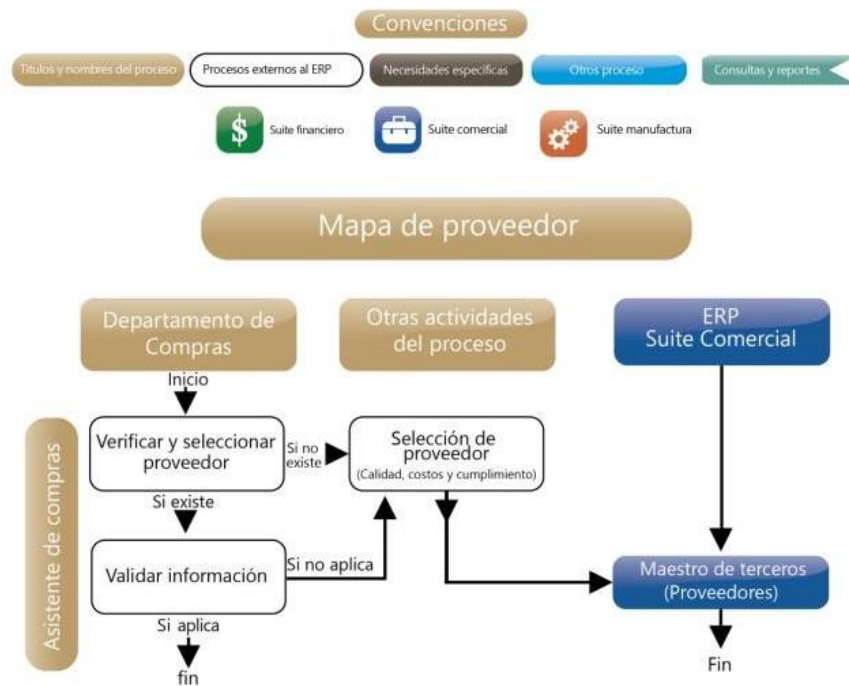 Convenciones
Titulos y nombres del proceso
Procesos externos al ERP
Necesidades específicas
Otros proceso
Consultas y reportes
$
Suite financiero
Suite comercial
Suite manufactura
Mapa de proveedor
Departamento de
Compras
Otras actividades
del proceso
ERP
Suite Comercial
Inicio
Asistente de compras
Verificar y seleccionar
proveedor
Si no
existe
Selección de
proveedor
(Calidad, costos y cumplimiento)
Si existe
Validar información
Si no aplica
Maestro de terceros
(Proveedores)
Si aplica
fin
Fin